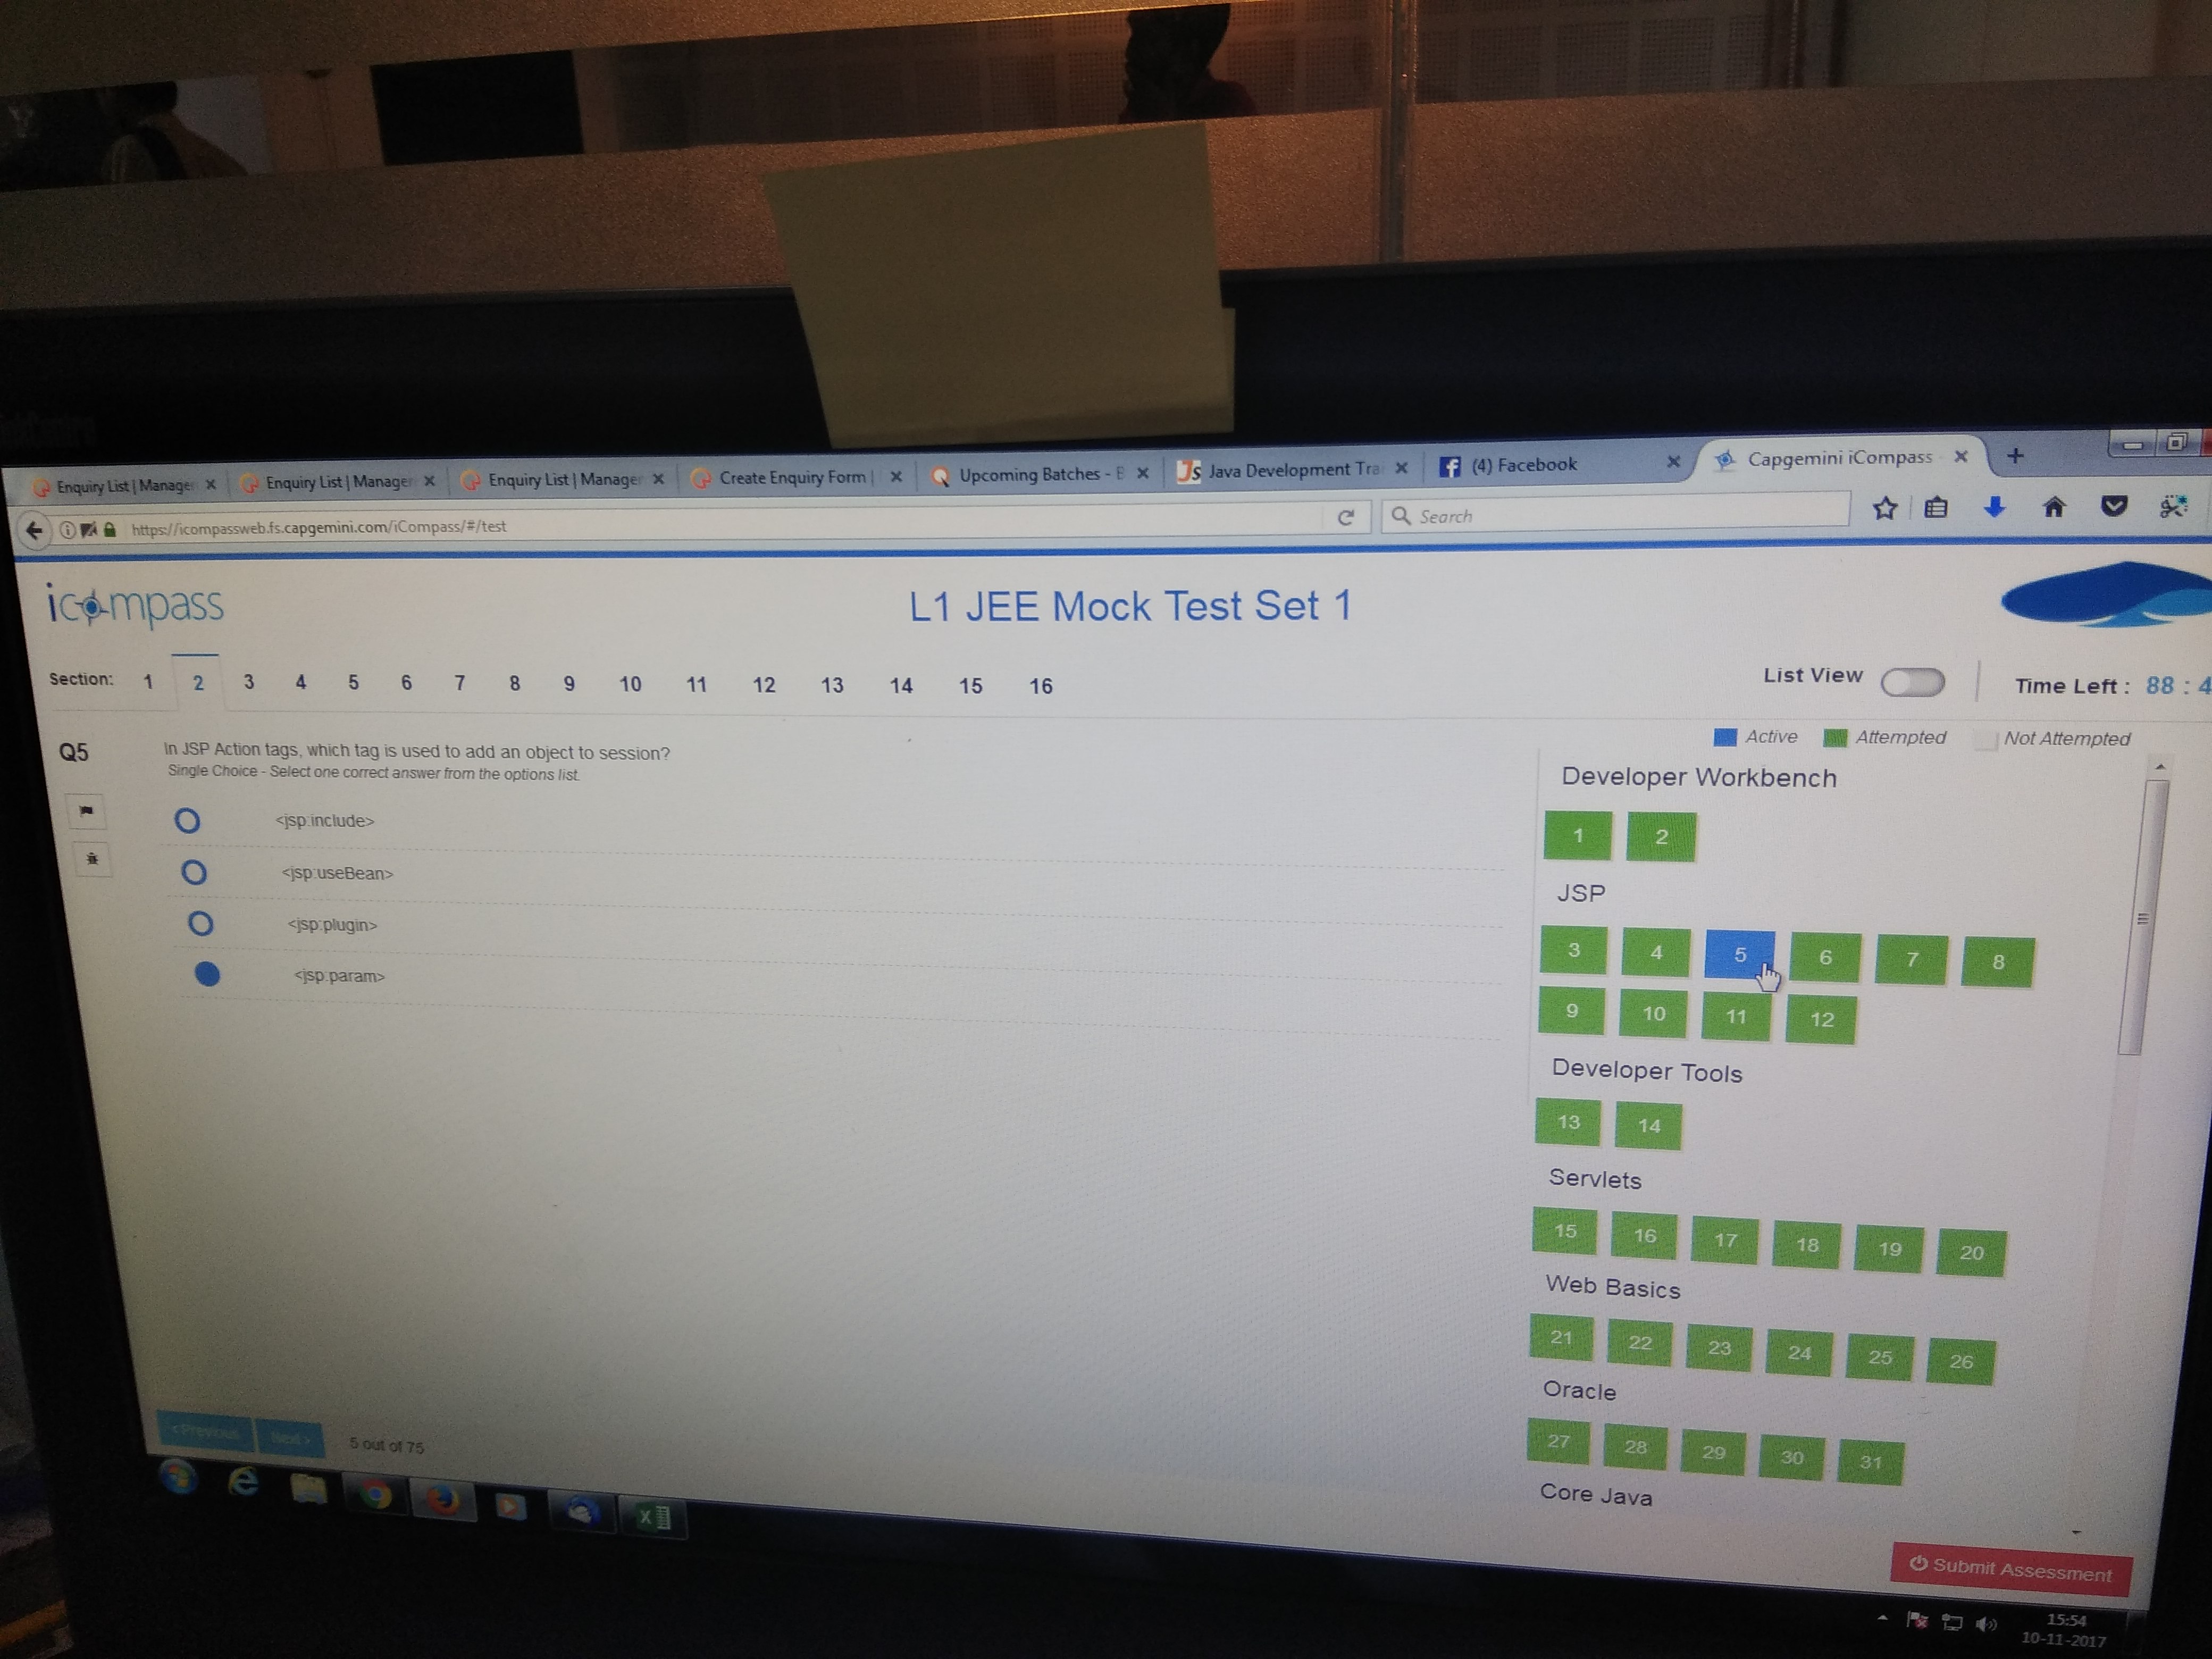 Enquiry List | Manager
Enquiry List | Manager
Enquiry List | Manager
Create Enquiry Form |
Upcoming Batches - B
Java Development Tra
(4) Facebook
Capgemini iCompass
https://icompassweb.fs.capgemini.com/iCompass/#/test
Search
icompass
L1 JEE Mock Test Set 1
Section: 1 2 3 4 5 6 7 8 9 10 11 12 13 14 15 16
List View
Time Left : 88 : 4
Active Attempted Not Attempted
Q5
In JSP Action tags, which tag is used to add an object to session?
Single Choice - Select one correct answer from the options list.
<jsp:include>
<jsp:useBean>
<jsp:plugin>
<jsp:param>
Developer Workbench
1 2
JSP
3 4 5 6 7 8
9 10 11 12
Developer Tools
13 14
Servlets
15 16 17 18 19 20
Web Basics
21 22 23 24 25 26
Oracle
27 28 29 30 31
Core Java
< Previous
Next >
5 out of 75
Submit Assessment
15:54
10-11-2017